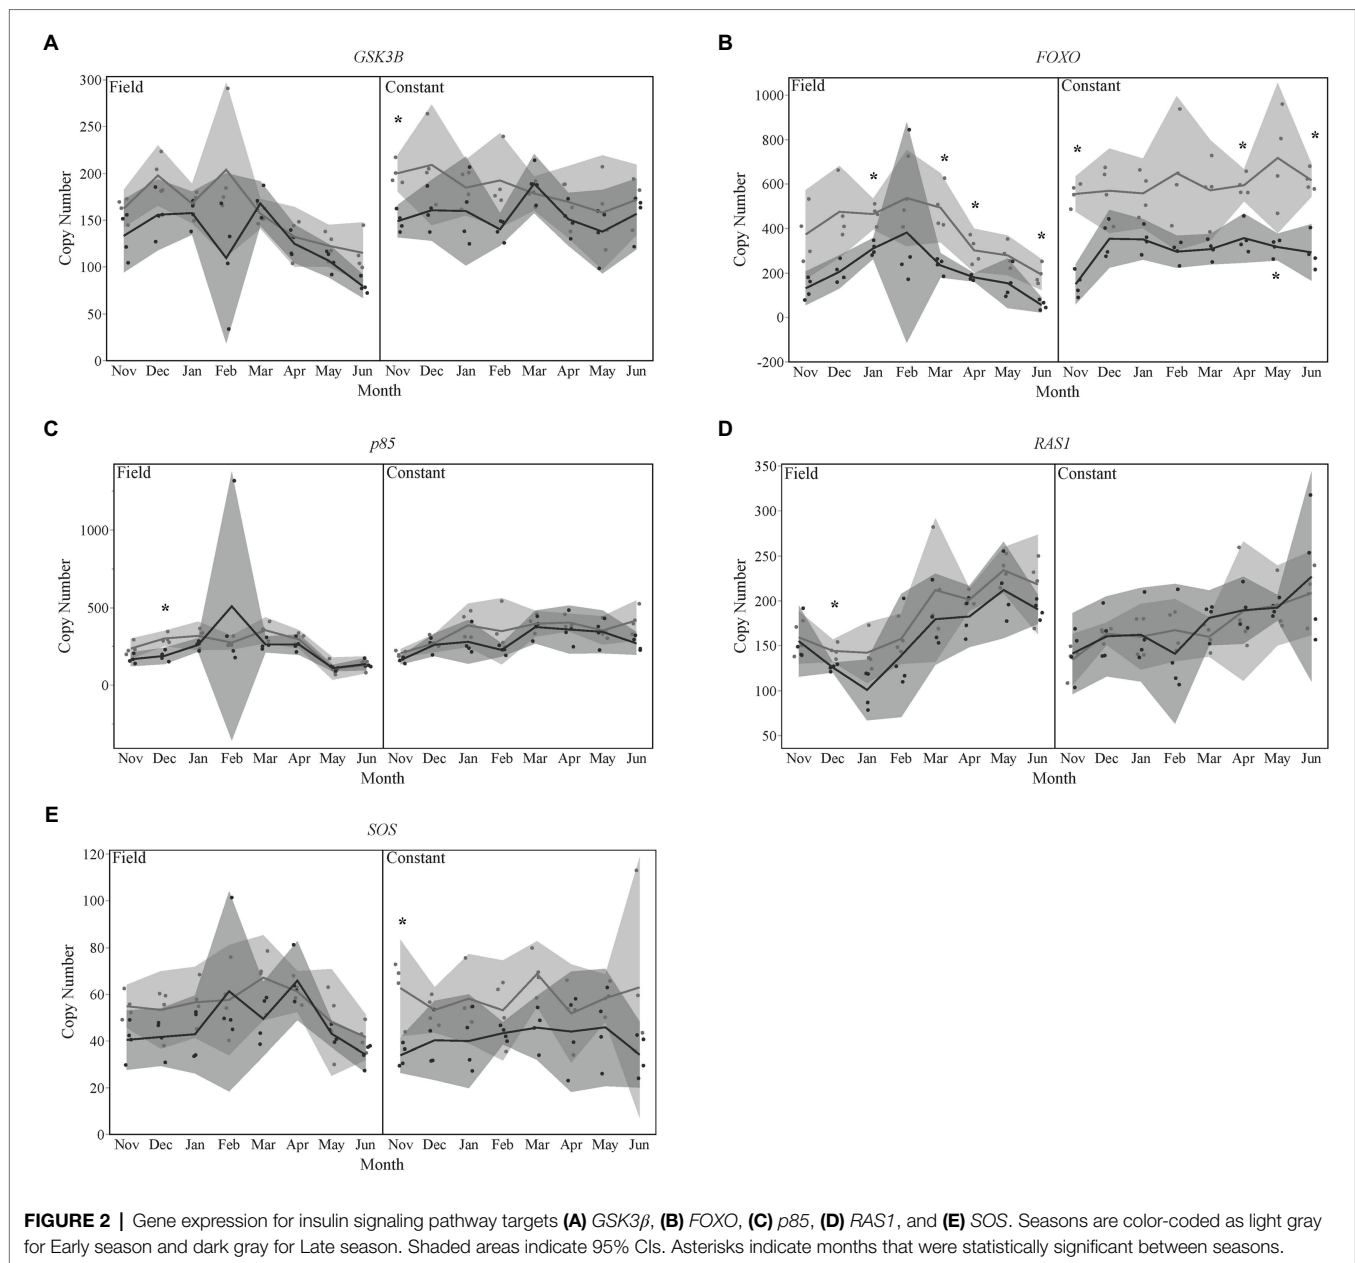 A
GSK3B
Field
Constant
*
300
250
200
150
100
50
0
Copy Number
Nov Dec Jan Feb Mar Apr May Jun
Nov Dec Jan Feb Mar Apr May Jun
Month
B
FOXO
Field
Constant
* * * *
* * * *
1000
800
600
400
200
0
-200
Copy Number
Nov Dec Jan Feb Mar Apr May Jun
Nov Dec Jan Feb Mar Apr May Jun
Month
C
p85
Field
Constant
*
1000
500
0
Copy Number
Nov Dec Jan Feb Mar Apr May Jun
Nov Dec Jan Feb Mar Apr May Jun
Month
D
RAS1
Field
Constant
*
350
300
250
200
150
100
50
Copy Number
Nov Dec Jan Feb Mar Apr May Jun
Nov Dec Jan Feb Mar Apr May Jun
Month
E
SOS
Field
Constant
*
120
100
80
60
40
20
0
Copy Number
Nov Dec Jan Feb Mar Apr May Jun
Nov Dec Jan Feb Mar Apr May Jun
Month
FIGURE 2 | Gene expression for insulin signaling pathway targets (A) GSK3β, (B) FOXO, (C) p85, (D) RAS1, and (E) SOS. Seasons are color-coded as light gray
for Early season and dark gray for Late season. Shaded areas indicate 95% CIs. Asterisks indicate months that were statistically significant between seasons.